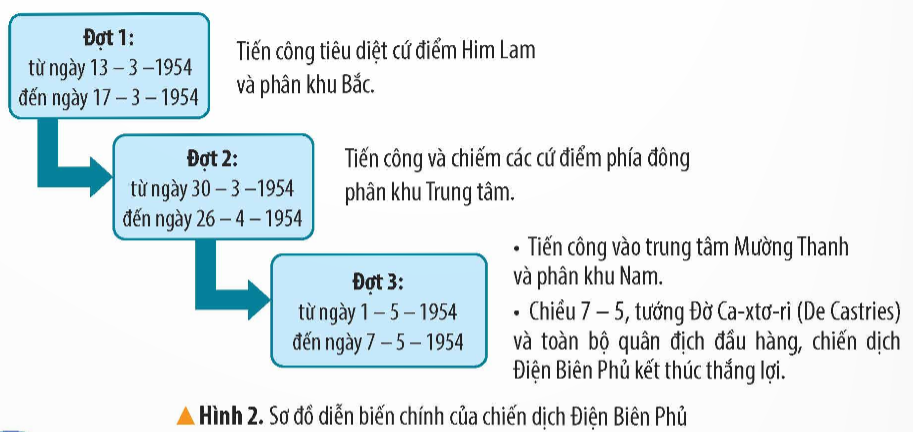 Đợt 1:
từ ngày 13 – 3 –1954
đến ngày 17 – 3 – 1954
Tiến công tiêu diệt cứ điểm Him Lam
và phân khu Bắc.
Đợt 2:
từ ngày 30 – 3 –1954
đến ngày 26 – 4 – 1954
Tiến công và chiếm các cứ điểm phía đông
phân khu Trung tâm.
Đợt 3:
từ ngày 1 – 5 – 1954
đến ngày 7 – 5 – 1954
• Tiến công vào trung tâm Mường Thanh
và phân khu Nam.
• Chiều 7 – 5, tướng Đờ Ca-xtơ-ri (De Castries)
và toàn bộ quân địch đầu hàng, chiến dịch
Điện Biên Phủ kết thúc thắng lợi.
▲ Hình 2. Sơ đồ diễn biến chính của chiến dịch Điện Biên Phủ